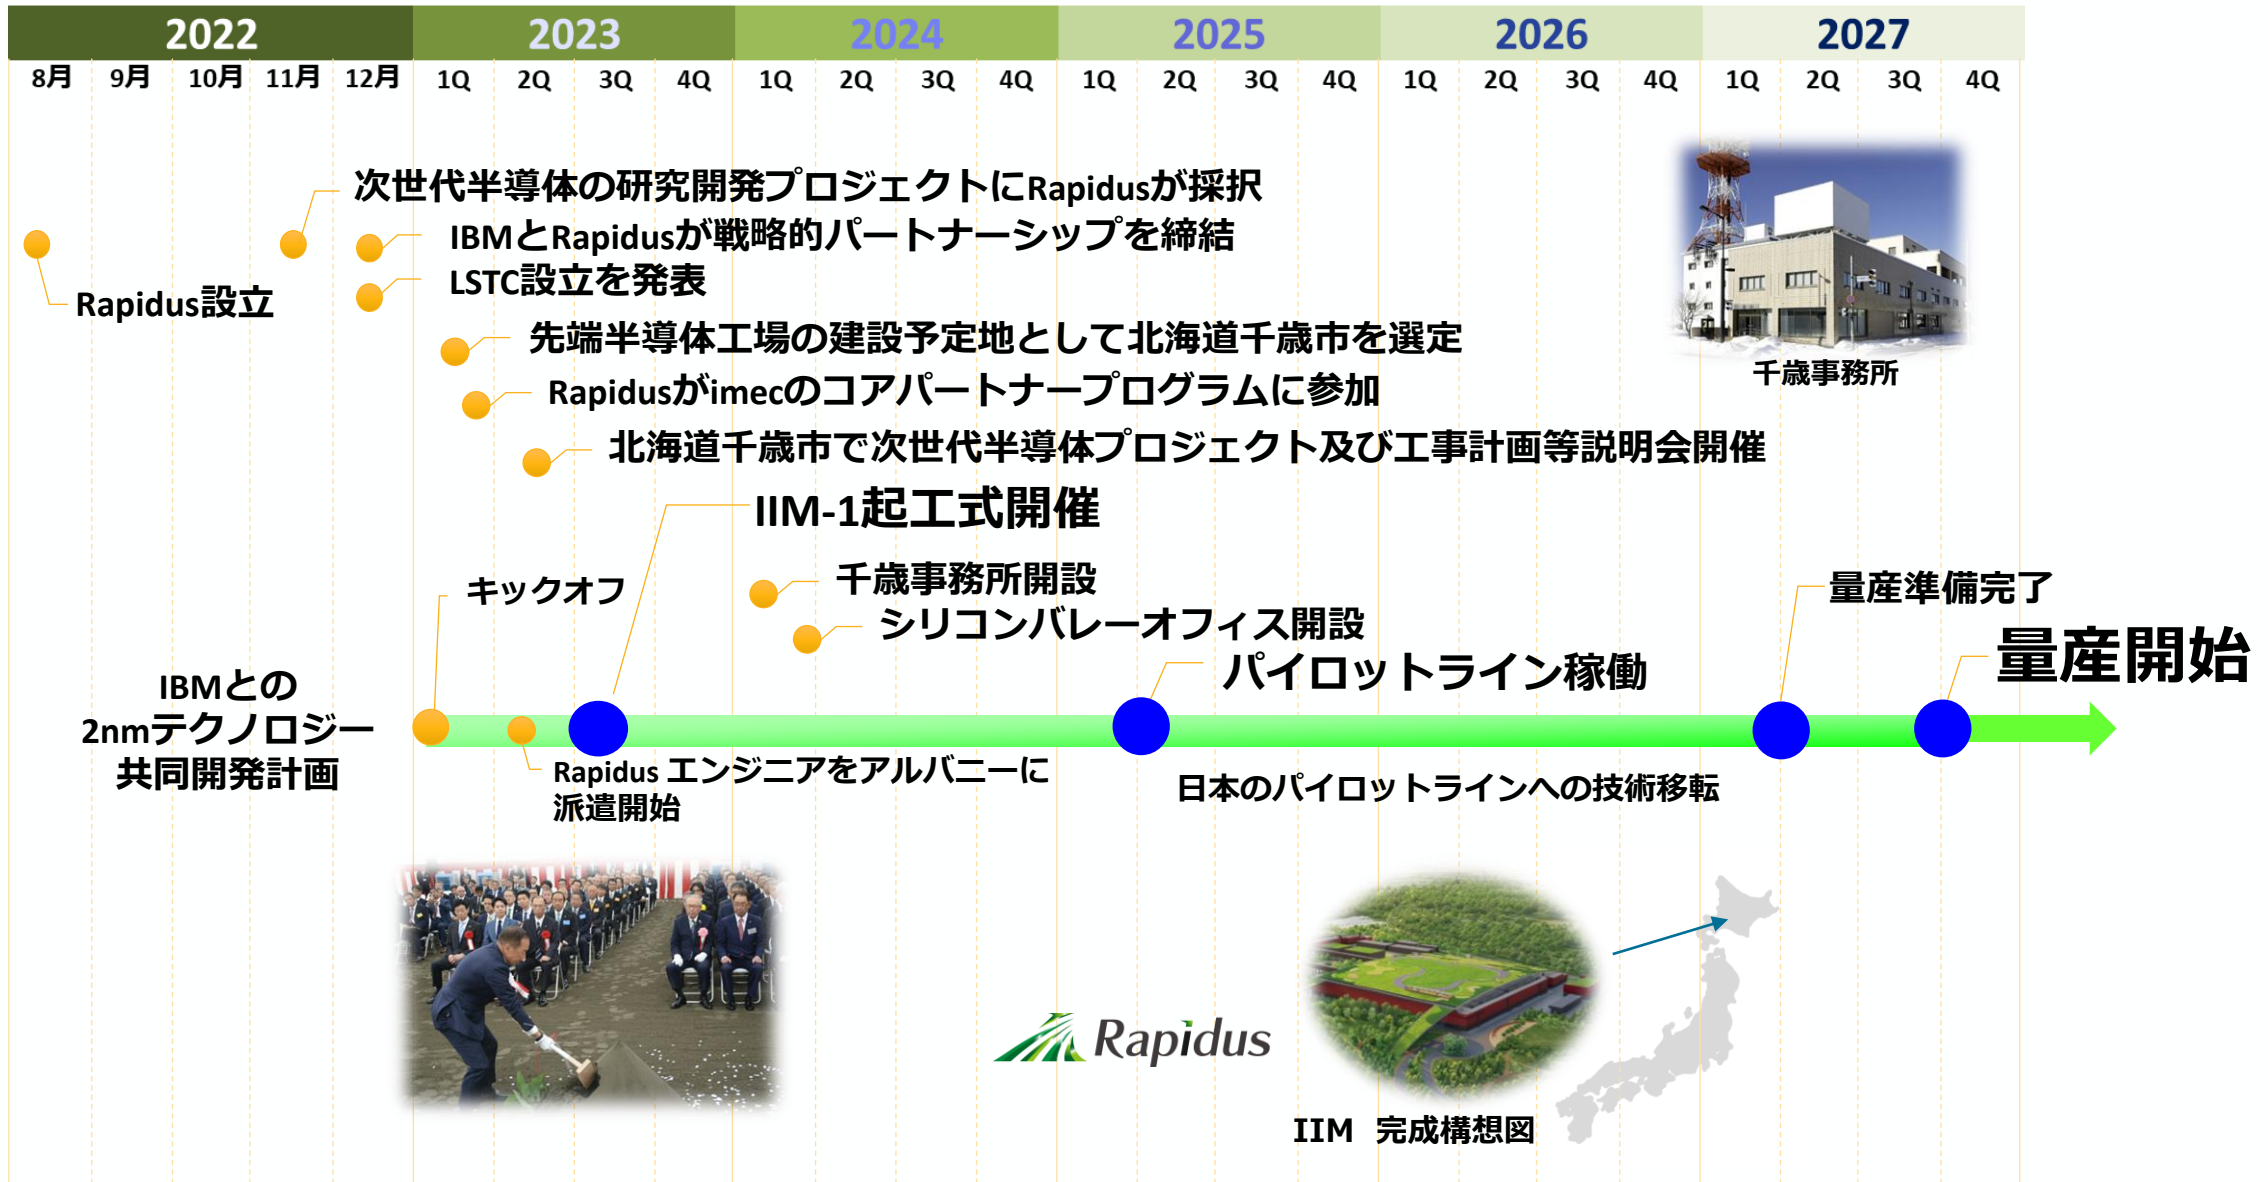 2022 2023 2024 2025 2026 2027
8月 9月 10月 11月 12月 1Q 2Q 3Q 4Q 1Q 2Q 3Q 4Q 1Q 2Q 3Q 4Q 1Q 2Q 3Q 4Q 1Q 2Q 3Q 4Q
次世代半導体の研究開発プロジェクトにRapidusが採択
IBMとRapidusが戦略的パートナーシップを締結
LSTC設立を発表
Rapidus設立
先端半導体工場の建設予定地として北海道千歳市を選定
千歳事務所
Rapidusがimecのコアパートナープログラムに参加
北海道千歳市で次世代半導体プロジェクト及び工事計画等説明会開催
IIM-1起工式開催
キックオフ
千歳事務所開設
量産準備完了
シリコンバレーオフィス開設
パイロットライン稼働
量産開始
IBMとの
2nmテクノロジー
共同開発計画
Rapidus エンジニアをアルバニーに
派遣開始
日本のパイロットラインへの技術移転
Rapidus
IIM 完成構想図